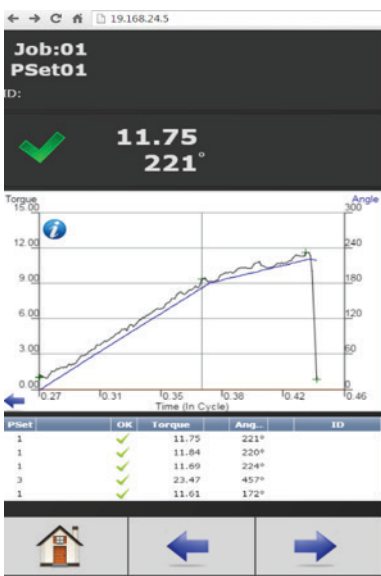 19.168.24.5
Job:01
PSet01
ID:
11.75
221°
Torque Angle
15.00 300
12.00 240
9.00 180
6.00 120
3.00 60
0.00 0
0.27 0.31 0.35 0.38 0.42 0.46
Time (In Cycle)
PSet OK Torque Ang... ID
1 11.75 221°
1 11.84 220°
1 11.69 224°
3 23.47 457°
1 11.61 172°